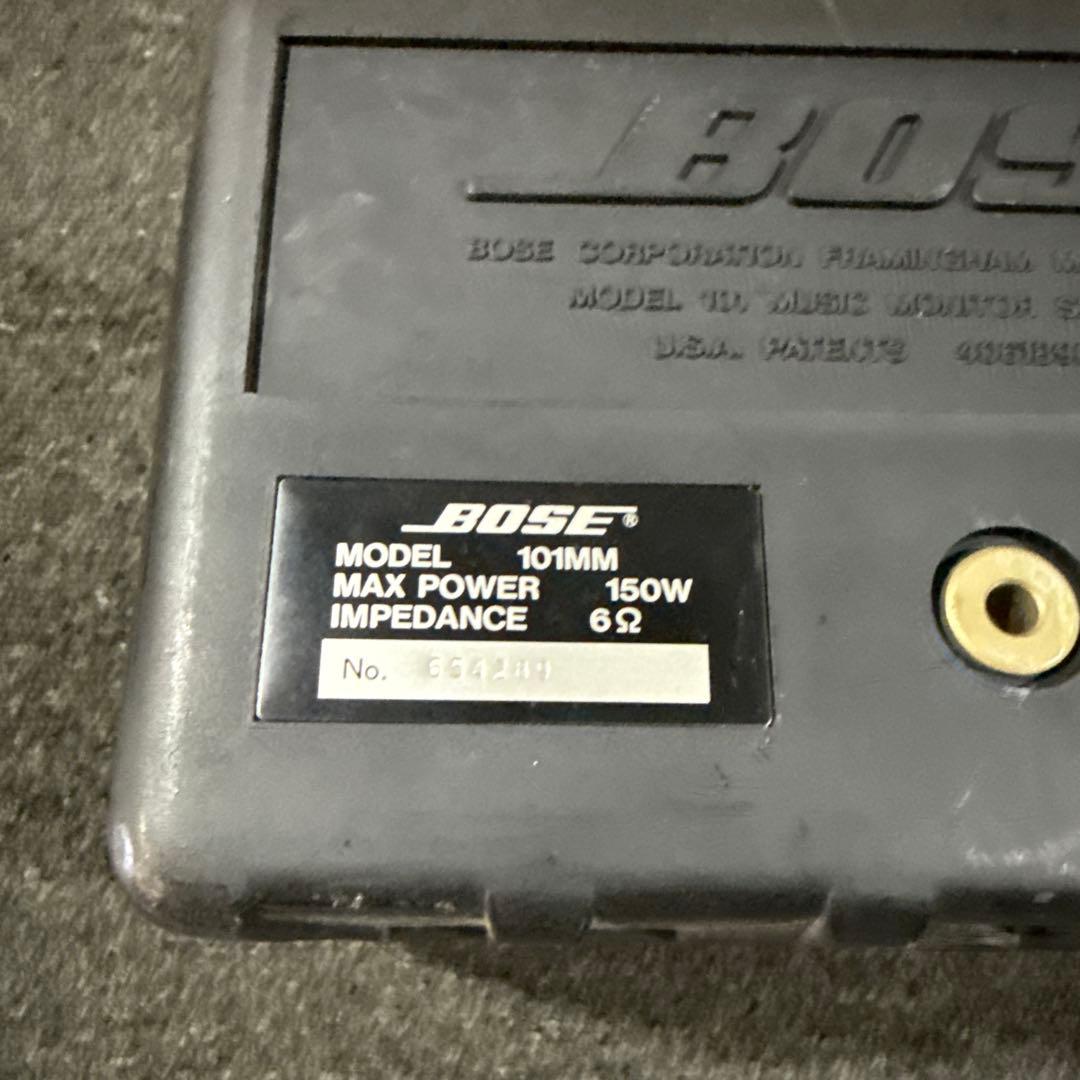 BOSE
BOSE CORPORATION FRAMINGHAM
MODEL 101 MUSIC MONITOR
U.S.A. PATENTS
BOSE®
MODEL 101MM
MAX POWER 150W
IMPEDANCE 6Ω
No.